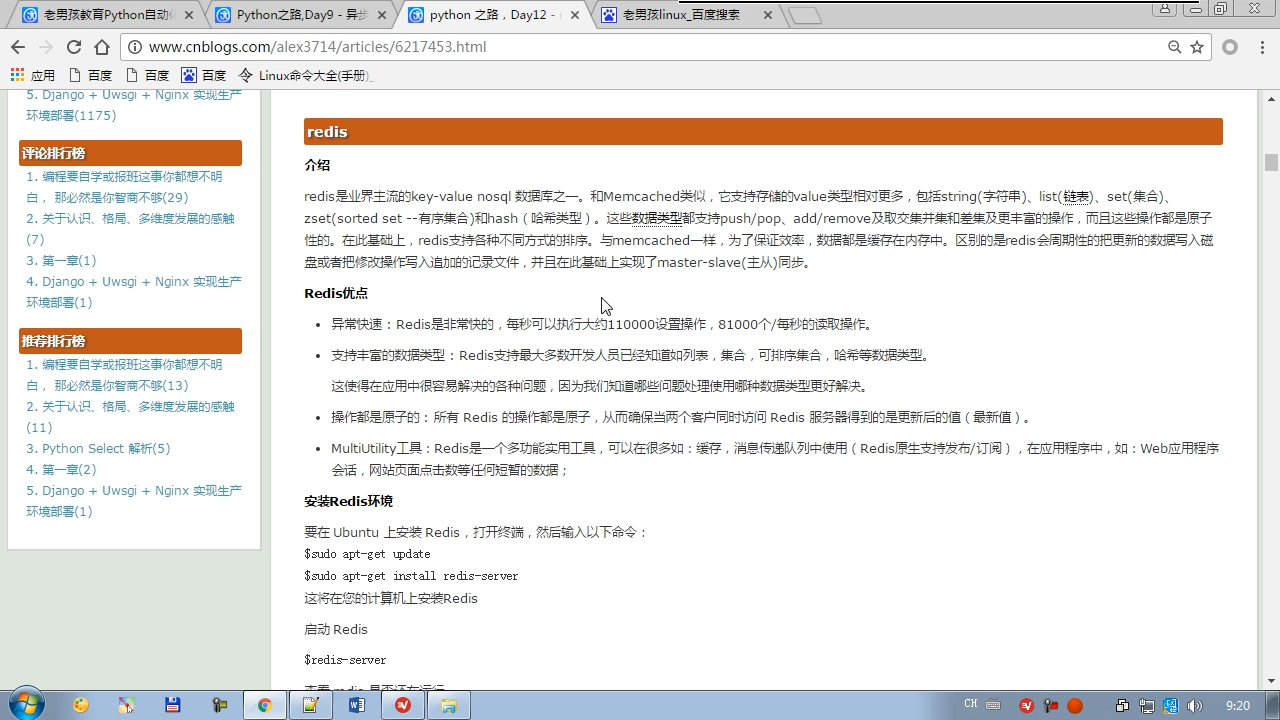 老男孩教育Python自动化
Python之路,Day9 - 异步
python 之路，Day12 -
老男孩linux_百度搜索
www.cnblogs.com/alex3714/articles/6217453.html
应用
百度
百度
百度
Linux命令大全(手册)_
5. Django + Uwsgi + Nginx 实现生产
环境部署(1175)
评论排行榜
1. 编程要自学或报班这事你都想不明
白， 那必然是你智商不够(29)
2. 关于认识、格局、多维度发展的感触
(7)
3. 第一章(1)
4. Django + Uwsgi + Nginx 实现生产
环境部署(1)
推荐排行榜
1. 编程要自学或报班这事你都想不明
白， 那必然是你智商不够(13)
2. 关于认识、格局、多维度发展的感触
(11)
3. Python Select 解析(5)
4. 第一章(2)
5. Django + Uwsgi + Nginx 实现生产
环境部署(1)
redis
介绍
redis是业界主流的key-value nosql 数据库之一。和Memcached类似，它支持存储的value类型相对更多，包括string(字符串)、list(链表)、set(集合)、
zset(sorted set --有序集合)和hash（哈希类型）。这些数据类型都支持push/pop、add/remove及取交集并集和差集及更丰富的操作，而且这些操作都是原子
性的。在此基础上，redis支持各种不同方式的排序。与memcached一样，为了保证效率，数据都是缓存在内存中。区别的是redis会周期性的把更新的数据写入磁
盘或者把修改操作写入追加的记录文件，并且在此基础上实现了master-slave(主从)同步。
Redis优点
异常快速：Redis是非常快的，每秒可以执行大约110000设置操作，81000个/每秒的读取操作。
支持丰富的数据类型：Redis支持最大多数开发人员已经知道如列表，集合，可排序集合，哈希等数据类型。
这使得在应用中很容易解决的各种问题，因为我们知道哪些问题处理使用哪种数据类型更好解决。
操作都是原子的：所有 Redis 的操作都是原子，从而确保当两个客户同时访问 Redis 服务器得到的是更新后的值（最新值）。
MultiUtility工具：Redis是一个多功能实用工具，可以在很多如：缓存，消息传递队列中使用（Redis原生支持发布/订阅），在应用程序中，如：Web应用程序
会话，网站页面点击数等任何短暂的数据；
安装Redis环境
要在 Ubuntu 上安装 Redis，打开终端，然后输入以下命令：
$sudo apt-get update
$sudo apt-get install redis-server
这将在您的计算机上安装Redis
启动 Redis
$redis-server
查看 redis 是否还在运行
CH
9:20